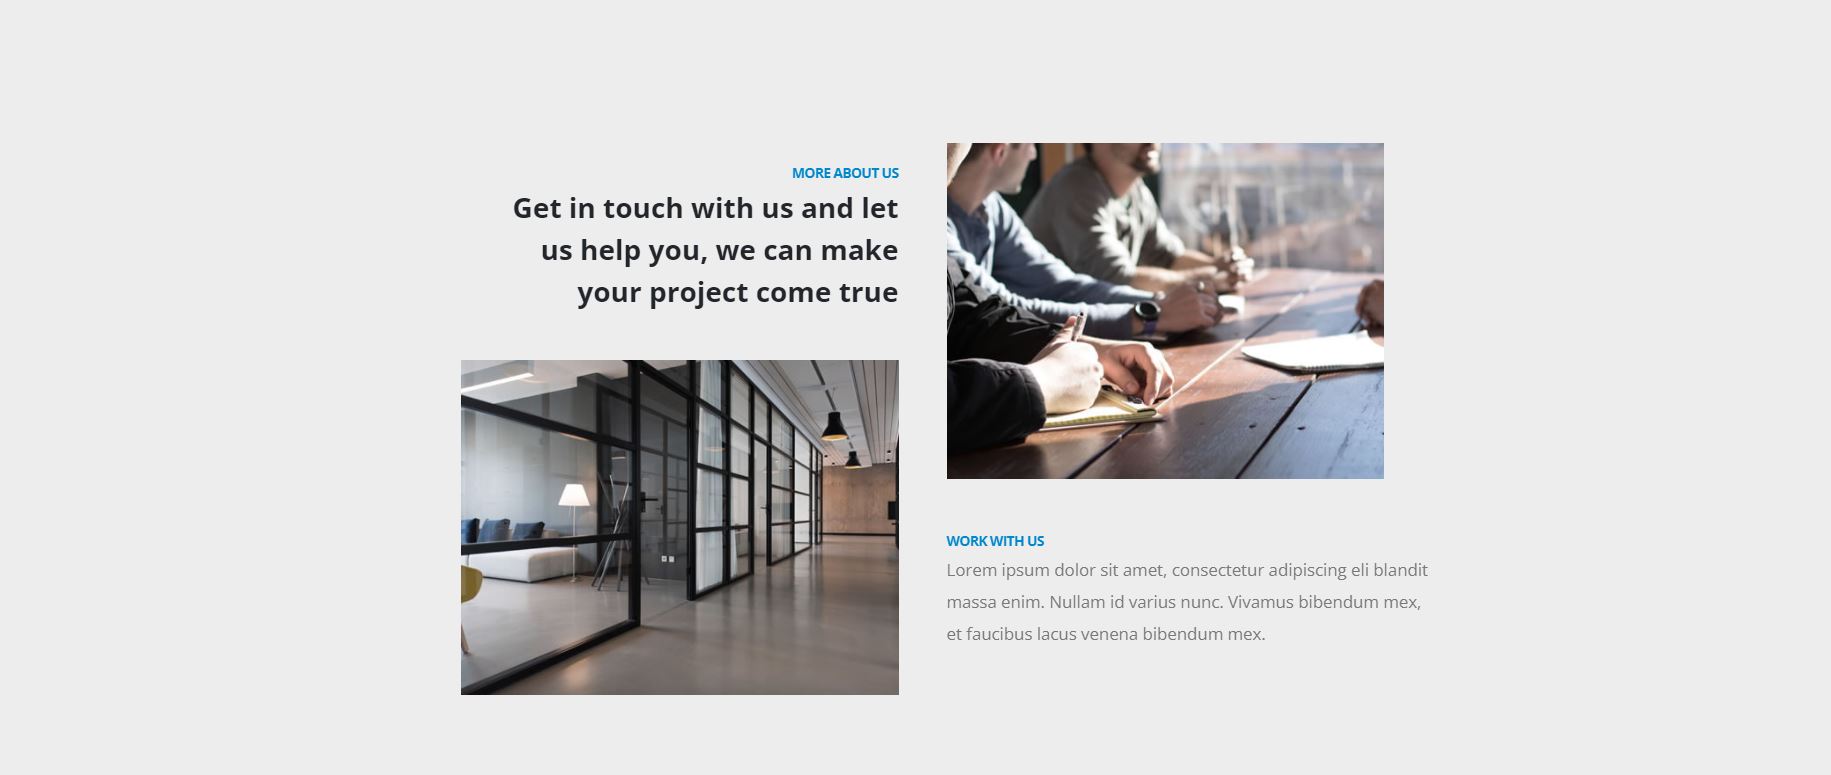 MORE ABOUT US
Get in touch with us and let
us help you, we can make
your project come true
WORK WITH US
Lorem ipsum dolor sit amet, consectetur adipiscing eli blandit
massa enim. Nullam id varius nunc. Vivamus bibendum mex,
et faucibus lacus venena bibendum mex.